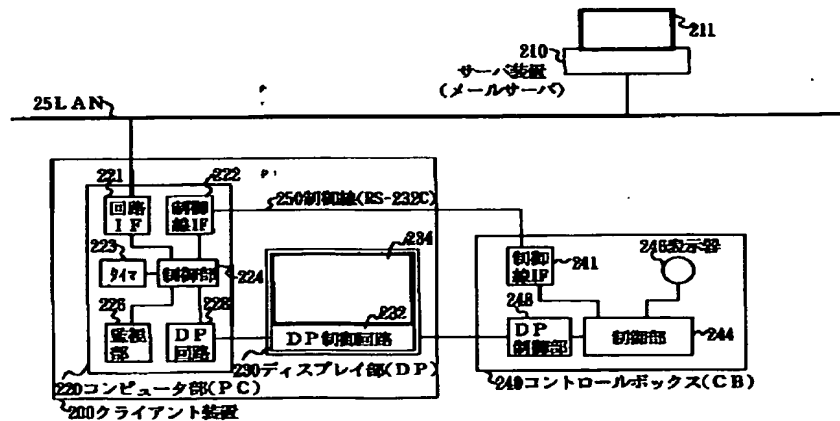 211
210
サーバ装置
(メールサーバ)
25LAN
221
222
回路
IF
制御
線IF
250制御線(RS-232C)
223
タイマ
制御部
224
234
246表示器
制御
線IF
241
226
228
232
248
監視
部
DP
回路
DP制御回路
DP
制御部
制御部
244
230ディスプレイ部(DP)
220コンピュータ部(PC)
240コントロールボックス(CB)
200クライアント装置